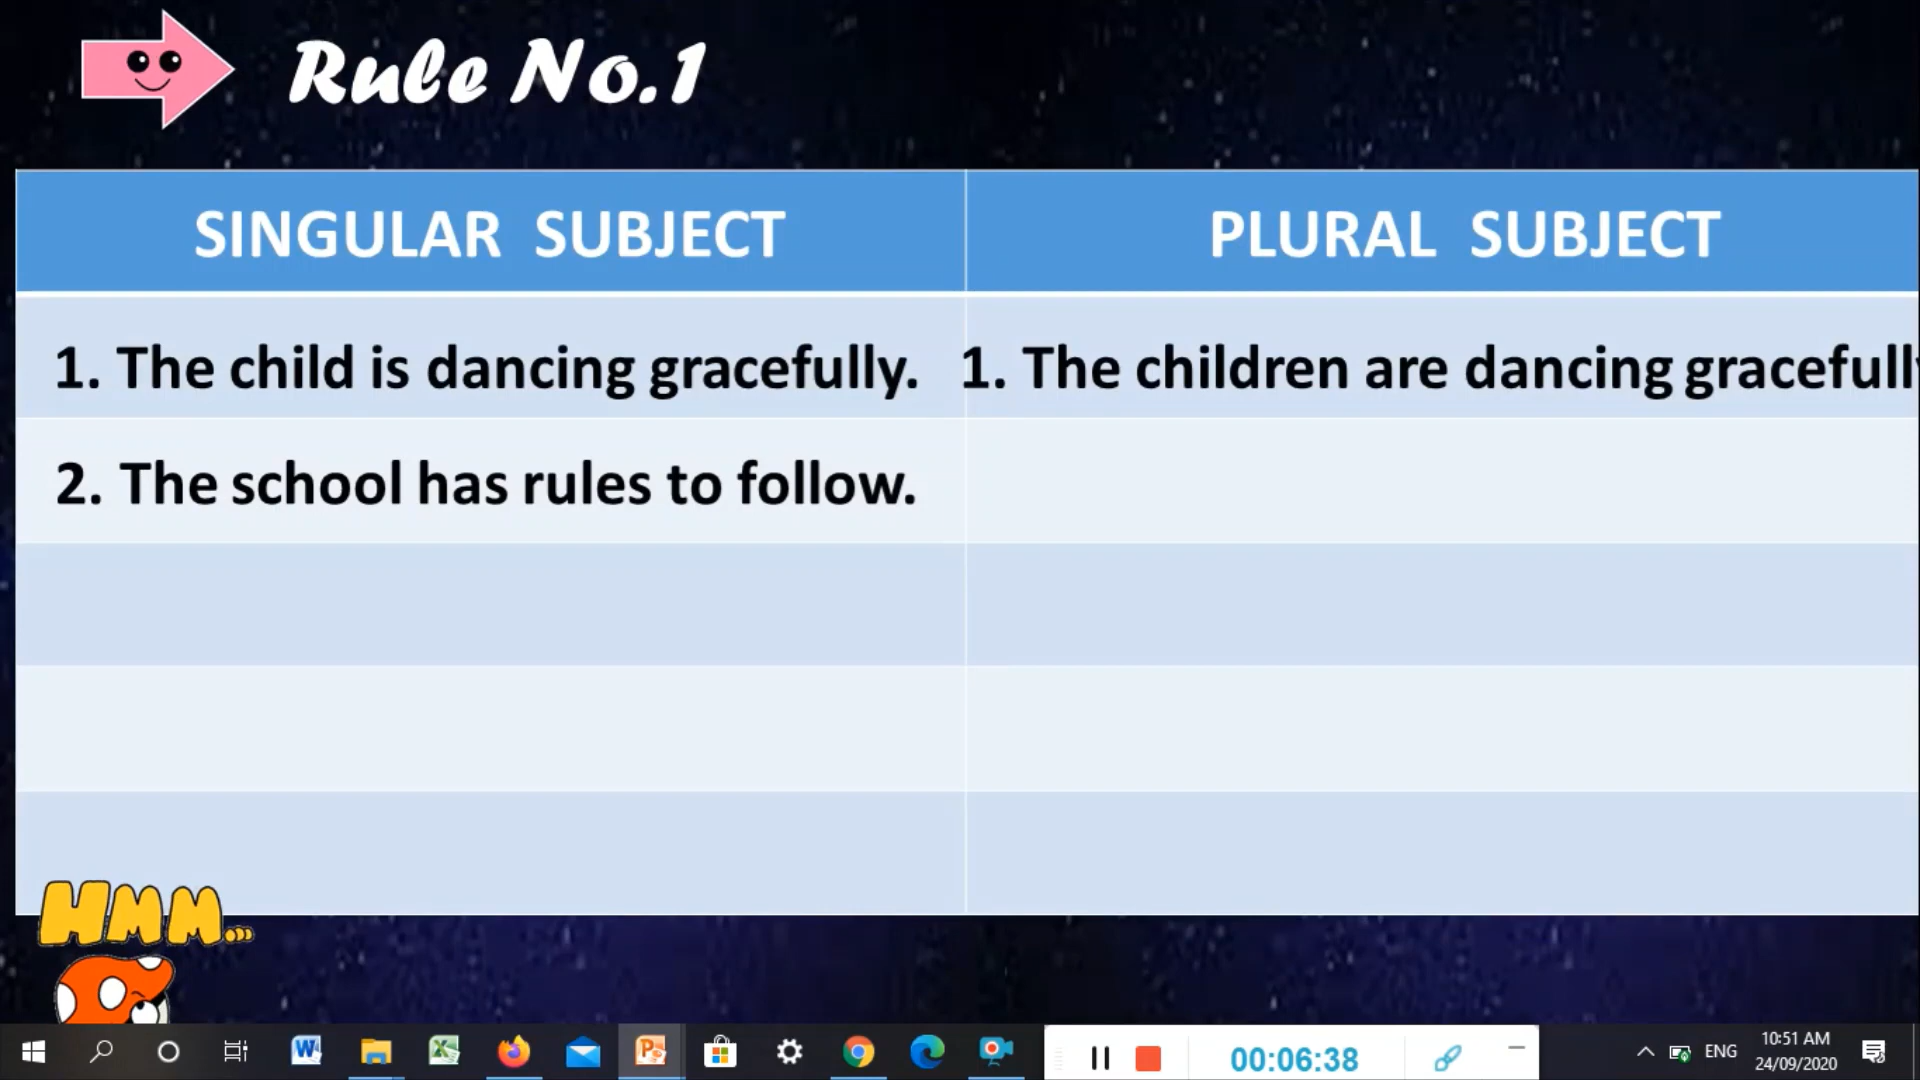 Rule No.1
SINGULAR SUBJECT
PLURAL SUBJECT
1. The child is dancing gracefully.
1. The children are dancing gracefull
2. The school has rules to follow.
HMM...
00:06:38
ENG
10:51 AM
24/09/2020